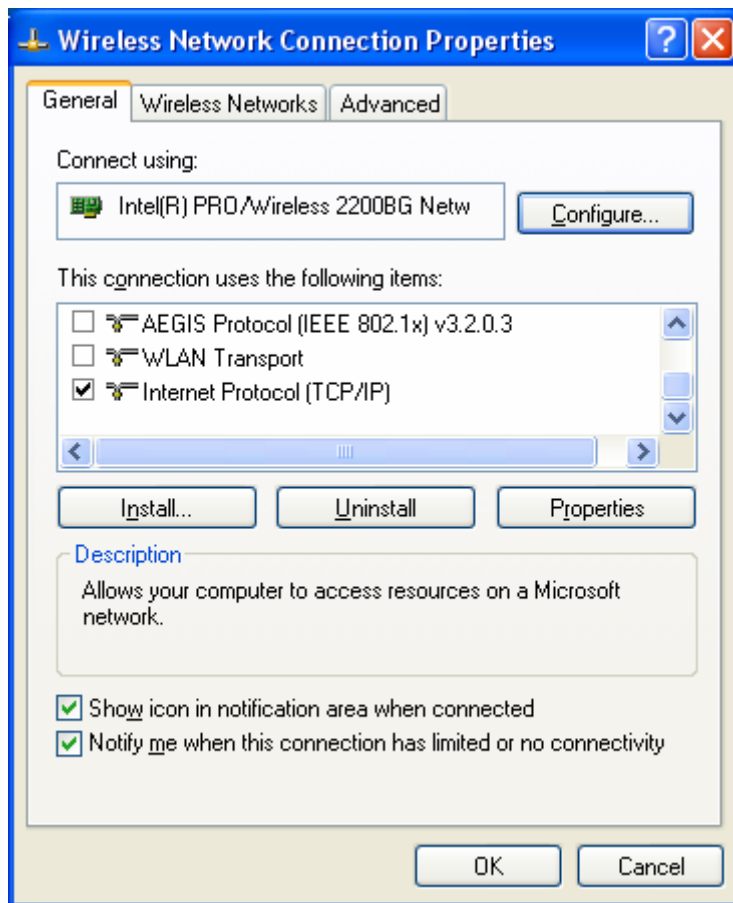 Wireless Network Connection Properties
General
Wireless Networks
Advanced
Connect using:
Intel(R) PRO/Wireless 2200BG Netw
Configure...
This connection uses the following items:
AEGIS Protocol (IEEE 802.1x) v3.2.0.3
WLAN Transport
Internet Protocol (TCP/IP)
Install...
Uninstall
Properties
Description
Allows your computer to access resources on a Microsoft
network.
Show icon in notification area when connected
Notify me when this connection has limited or no connectivity
OK
Cancel